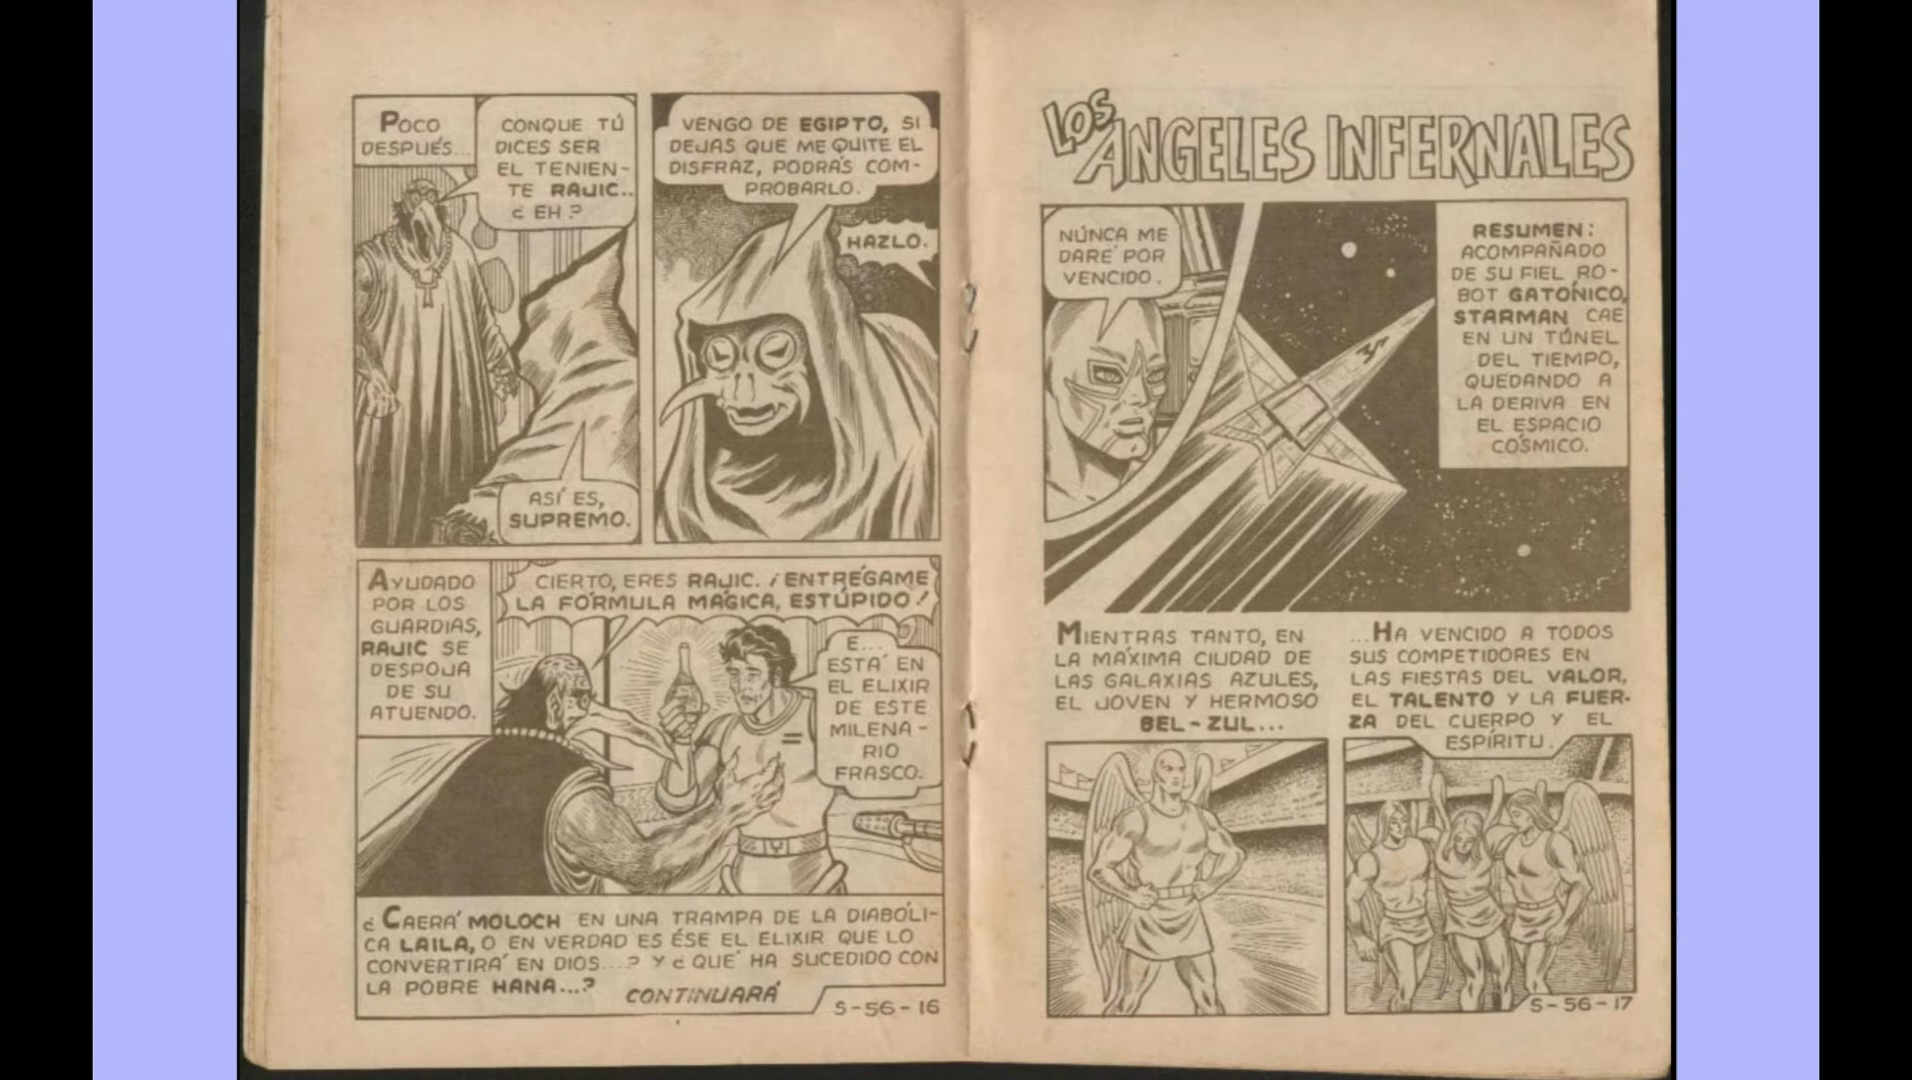 POCO
DESPUÉS...
CONQUE TÚ
DICES SER
EL TENIEN-
TE RAJIC..
¿EH?
ASÍ ES,
SUPREMO.
VENGO DE EGIPTO, SI
DEJAS QUE ME QUITE EL
DISFRAZ, PODRÁS COM-
PROBARLO.
HAZLO.
AYUDADO
POR LOS
GUARDIAS,
RAJIC SE
DESPOJA
DE SU
ATUENDO.
CIERTO, ERES RAJIC. ¡ENTRÉGAME
LA FÓRMULA MÁGICA, ESTÚPIDO!
E...
ESTÁ EN
EL ELIXIR
DE ESTE
MILENA-
RIO
FRASCO.
¿CAERÁ MOLOCH EN UNA TRAMPA DE LA DIABÓLI-
CA LAILA, O EN VERDAD ES ÉSE EL ELIXIR QUE LO
CONVERTIRÁ EN DIOS...? Y ¿QUÉ HA SUCEDIDO CON
LA POBRE HANA...?
CONTINUARÁ
S-56-16
LOS
ANGELES INFERNALES
NÚNCA ME
DARÉ POR
VENCIDO.
RESUMEN:
ACOMPAÑADO
DE SU FIEL RO-
BOT GATÓNICO,
STARMAN CAE
EN UN TÚNEL
DEL TIEMPO,
QUEDANDO A
LA DERIVA EN
EL ESPACIO
CÓSMICO.
MIENTRAS TANTO, EN
LA MÁXIMA CIUDAD DE
LAS GALAXIAS AZULES,
EL JOVEN Y HERMOSO
BEL-ZUL...
...HA VENCIDO A TODOS
SUS COMPETIDORES EN
LAS FIESTAS DEL VALOR,
EL TALENTO Y LA FUER-
ZA DEL CUERPO Y EL
ESPÍRITU.
S-56-17